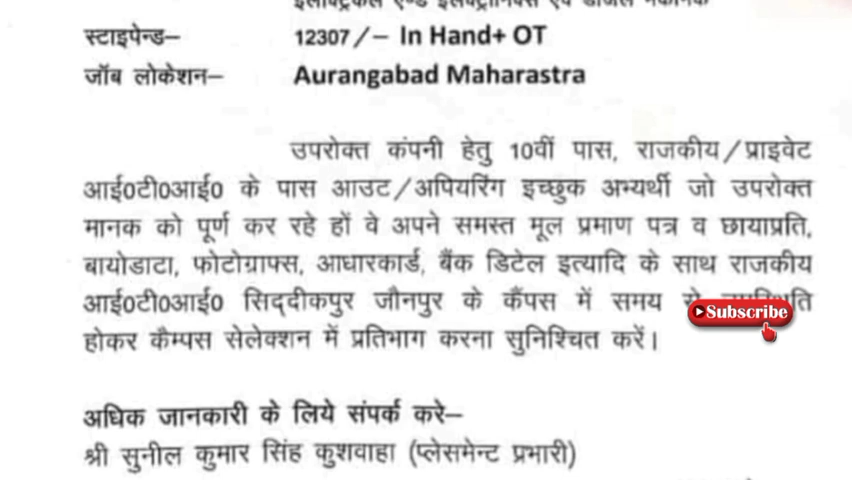 इलेक्ट्रिकल एण्ड इलेक्ट्रॉनिक्स एवं डीजल मैकेनिक
स्टाइपेन्ड– 12307/– In Hand+ OT
जॉब लोकेशन– Aurangabad Maharastra
उपरोक्त कंपनी हेतु 10वीं पास, राजकीय/प्राइवेट
आई0टी0आई0 के पास आउट/अपियरिंग इच्छुक अभ्यर्थी जो उपरोक्त
मानक को पूर्ण कर रहे हों वे अपने समस्त मूल प्रमाण पत्र व छायाप्रति,
बायोडाटा, फोटोग्राफ्स, आधारकार्ड, बैंक डिटेल इत्यादि के साथ राजकीय
आई0टी0आई0 सिद्दीकपुर जौनपुर के कैंपस में समय से
Subscribe
होकर कैम्पस सेलेक्शन में प्रतिभाग करना सुनिश्चित करें।
अधिक जानकारी के लिये संपर्क करे–
श्री सुनील कुमार सिंह कुशवाहा (प्लेसमेन्ट प्रभारी)